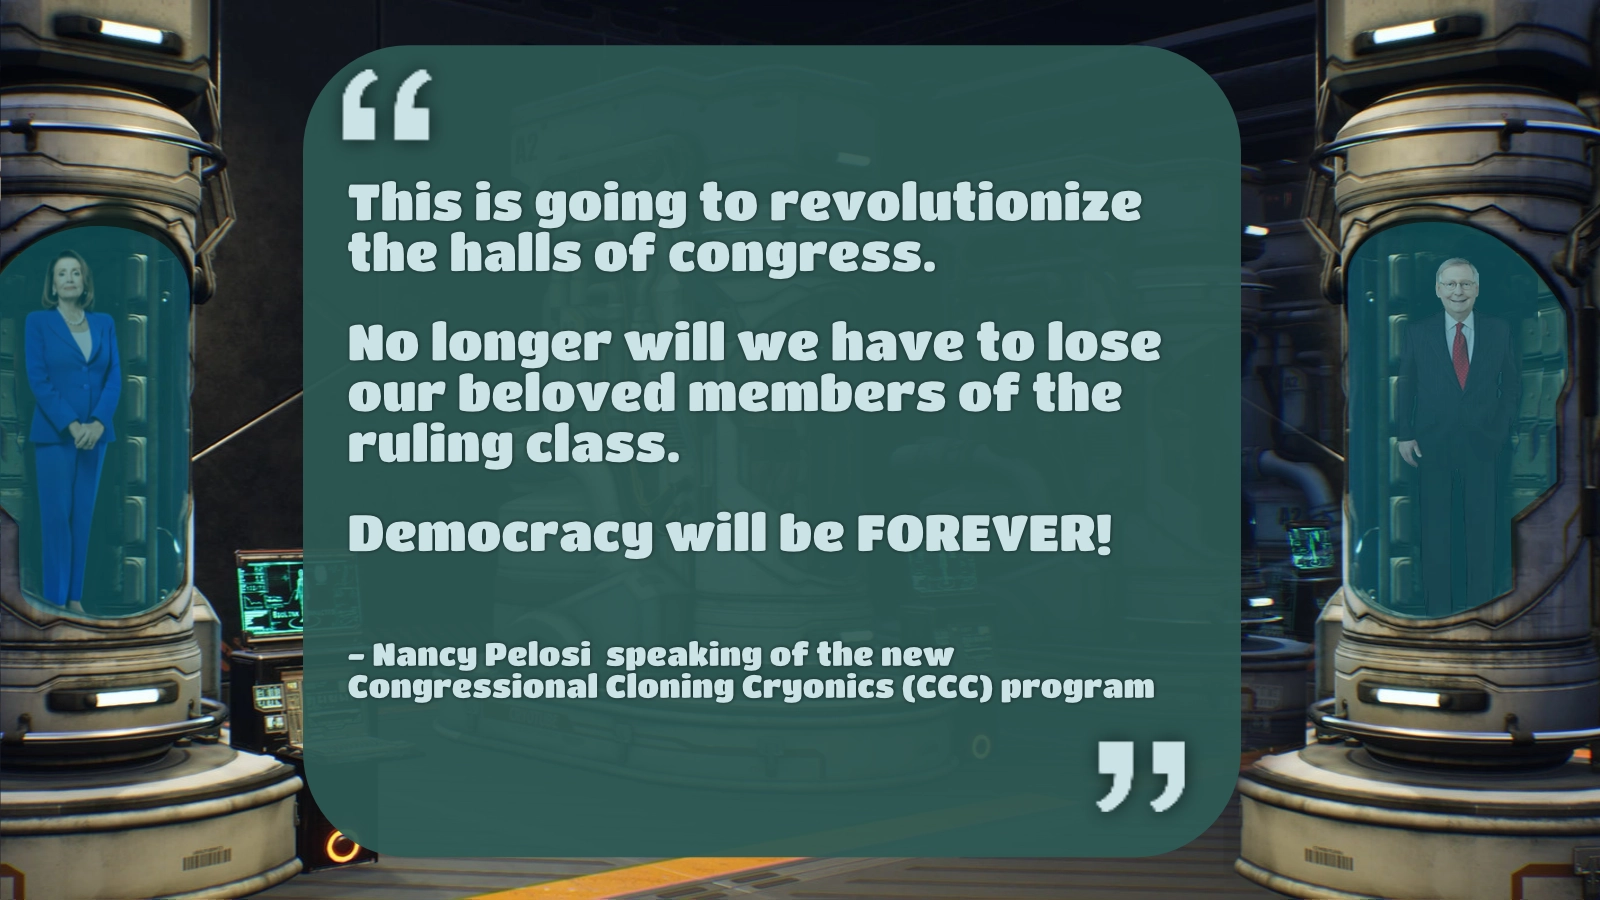 “
This is going to revolutionize
the halls of congress.
No longer will we have to lose
our beloved members of the
ruling class.
Democracy will be FOREVER!
- Nancy Pelosi  speaking of the new
Congressional Cloning Cryonics (CCC) program
”
A2